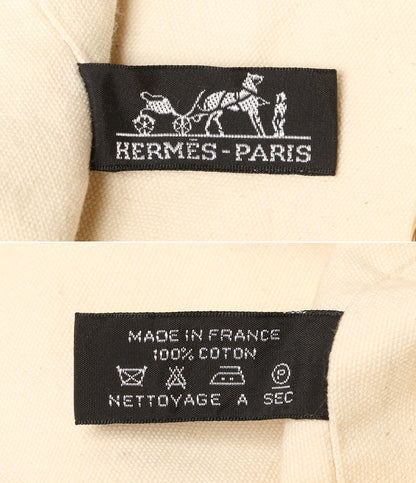 HERMÈS-PARIS
MADE IN FRANCE
100% COTON
P
NETTOYAGE A SEC